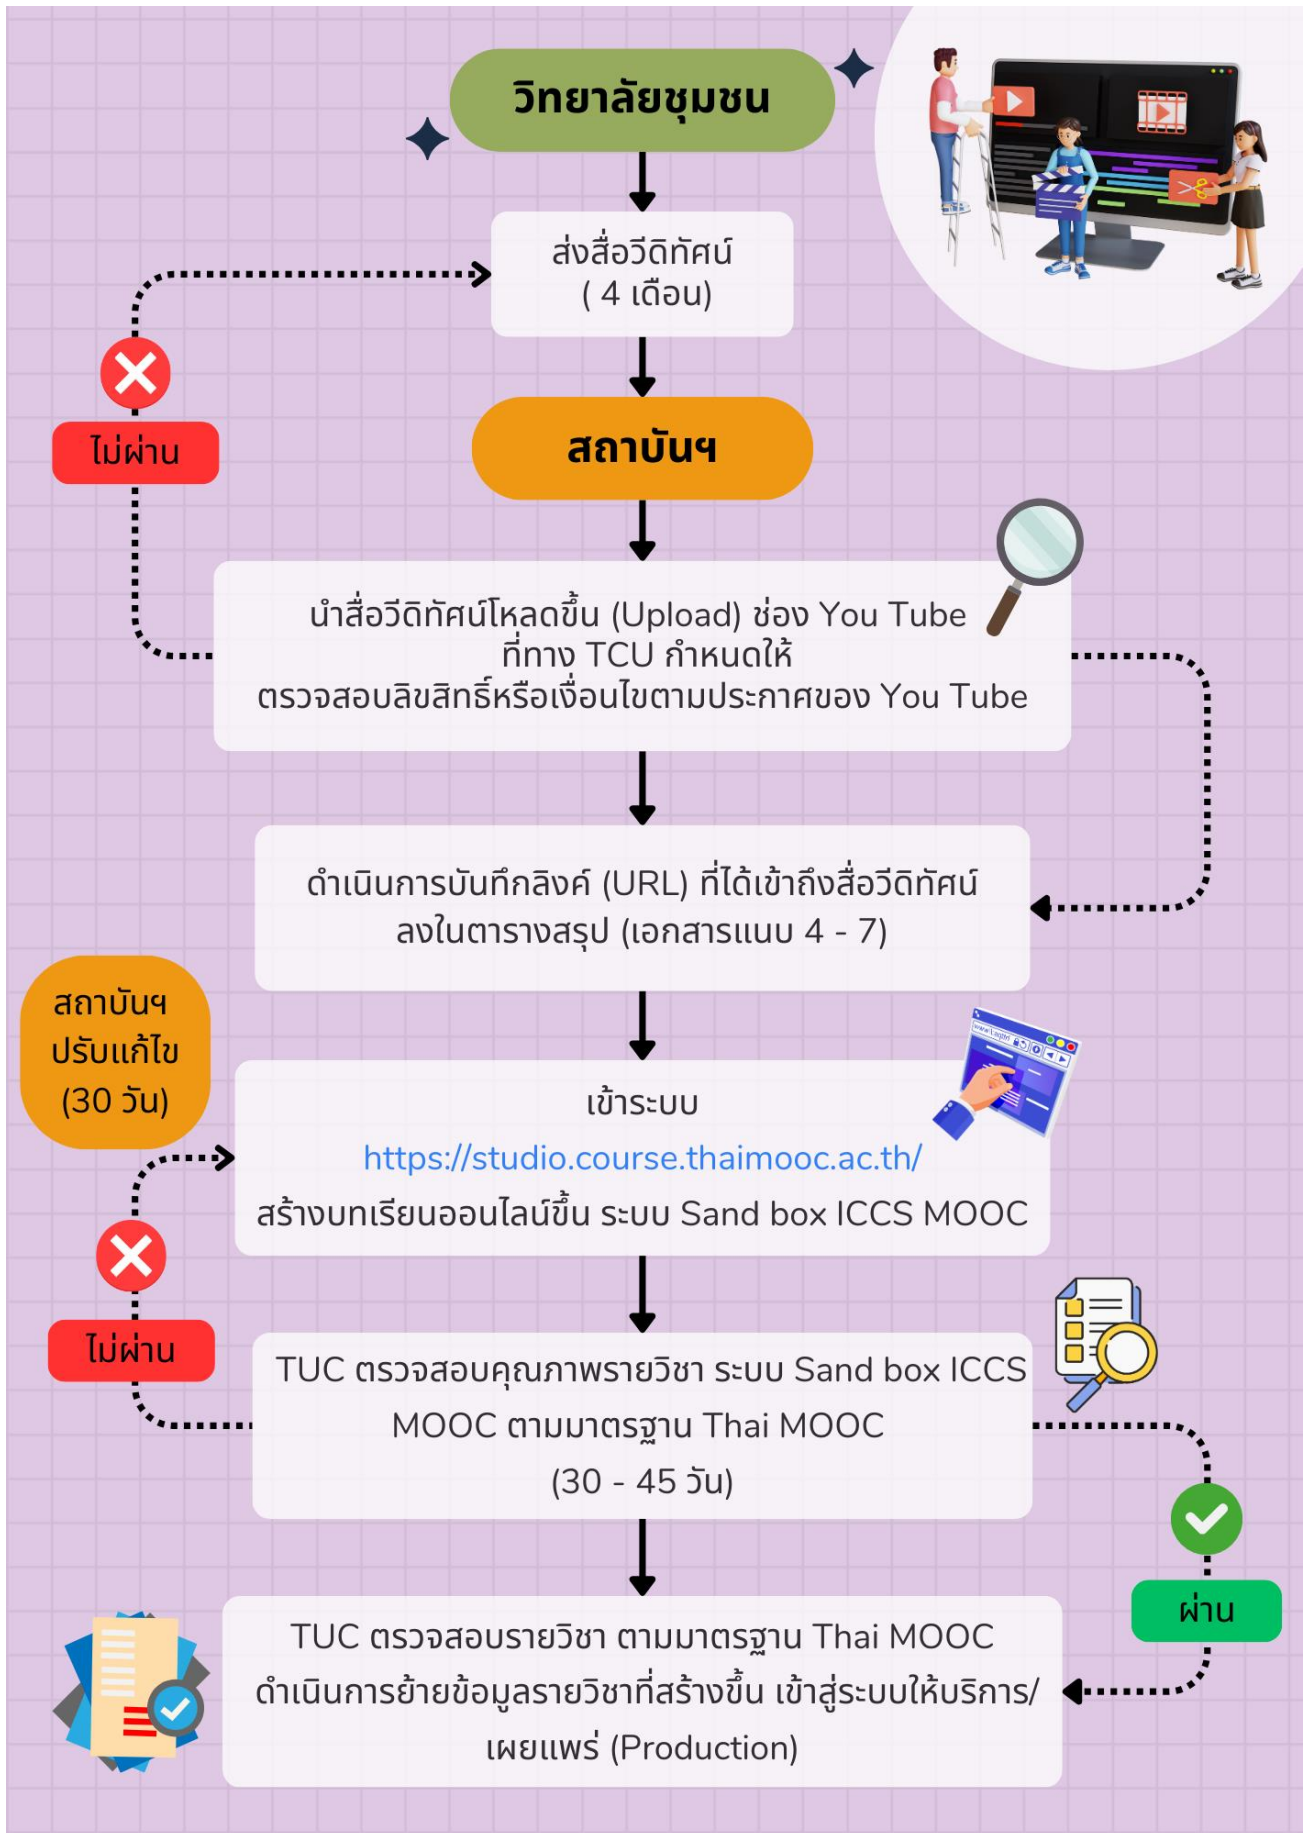 วิทยาลัยชุมชน
ส่งสื่อวีดิทัศน์
( 4 เดือน)
ไม่ผ่าน
สถาบันฯ
นำสื่อวีดิทัศน์โหลดขึ้น (Upload) ช่อง You Tube
ที่ทาง TCU กำหนดให้
ตรวจสอบลิขสิทธิ์หรือเงื่อนไขตามประกาศของ You Tube
ดำเนินการบันทึกลิงค์ (URL) ที่ได้เข้าถึงสื่อวีดิทัศน์
ลงในตารางสรุป (เอกสารแนบ 4 - 7)
สถาบันฯ
ปรับแก้ไข
(30 วัน)
เข้าระบบ
https://studio.course.thaimooc.ac.th/
สร้างบทเรียนออนไลน์ขึ้น ระบบ Sand box ICCS MOOC
ไม่ผ่าน
TUC ตรวจสอบคุณภาพรายวิชา ระบบ Sand box ICCS
MOOC ตามมาตรฐาน Thai MOOC
(30 - 45 วัน)
ผ่าน
TUC ตรวจสอบรายวิชา ตามมาตรฐาน Thai MOOC
ดำเนินการย้ายข้อมูลรายวิชาที่สร้างขึ้น เข้าสู่ระบบให้บริการ/
เผยแพร่ (Production)